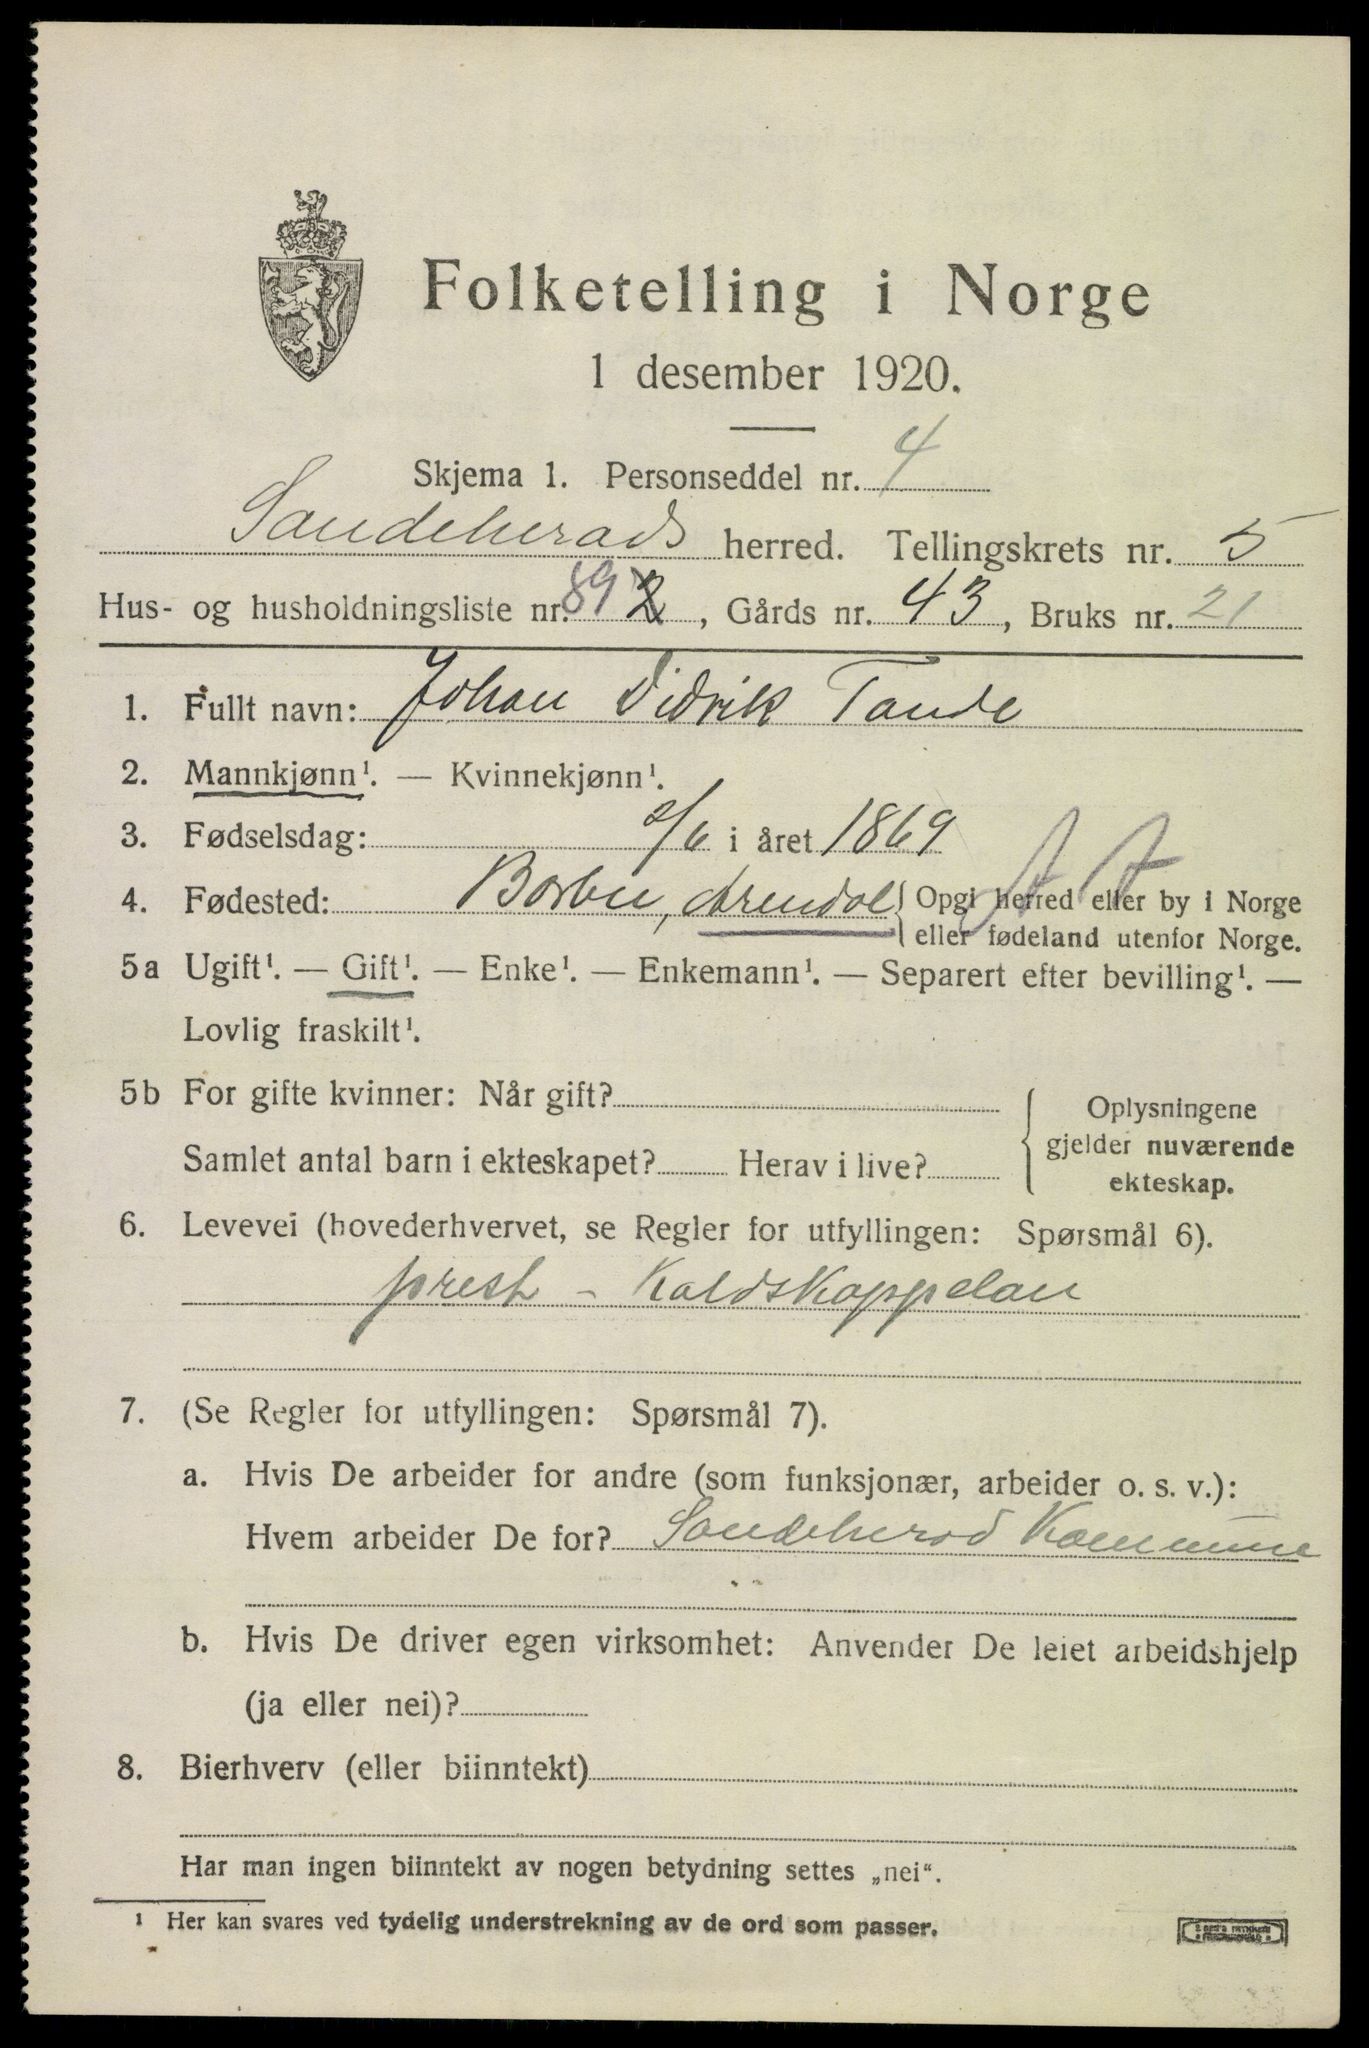 Folketelling i Norge
1 desember 1920.
Skjema 1. Personseddel nr. 4
Sandeherads herred. Tellingskrets nr. 5
Hus- og husholdningsliste nr. 89 2, Gårds nr. 43, Bruks nr. 21
1. Fullt navn: Johan Didrik Tande
2. Mannkjønn¹. — Kvinnekjønn¹.
3. Fødselsdag: 2/6 i året 1869
4. Fødested: Barbu, Arendal { Opgi herred eller by i Norge
eller fødeland utenfor Norge.
5a Ugift¹. — Gift¹. — Enke¹. — Enkemann¹. — Separert efter bevilling¹. —
Lovlig fraskilt¹.
5b For gifte kvinner: Når gift?
Samlet antal barn i ekteskapet? Herav i live?
Oplysningene
gjelder nuværende
ekteskap.
6. Levevei (hovederhvervet, se Regler for utfyllingen: Spørsmål 6).
prest - Kaldskappelan
7. (Se Regler for utfyllingen: Spørsmål 7).
a. Hvis De arbeider for andre (som funksjonær, arbeider o. s. v.):
Hvem arbeider De for? Sandeherad Kommune
b. Hvis De driver egen virksomhet: Anvender De leiet arbeidshjelp
(ja eller nei)?
8. Bierhverv (eller biinntekt)
Har man ingen biinntekt av nogen betydning settes „nei“.
¹ Her kan svares ved tydelig understrekning av de ord som passer.